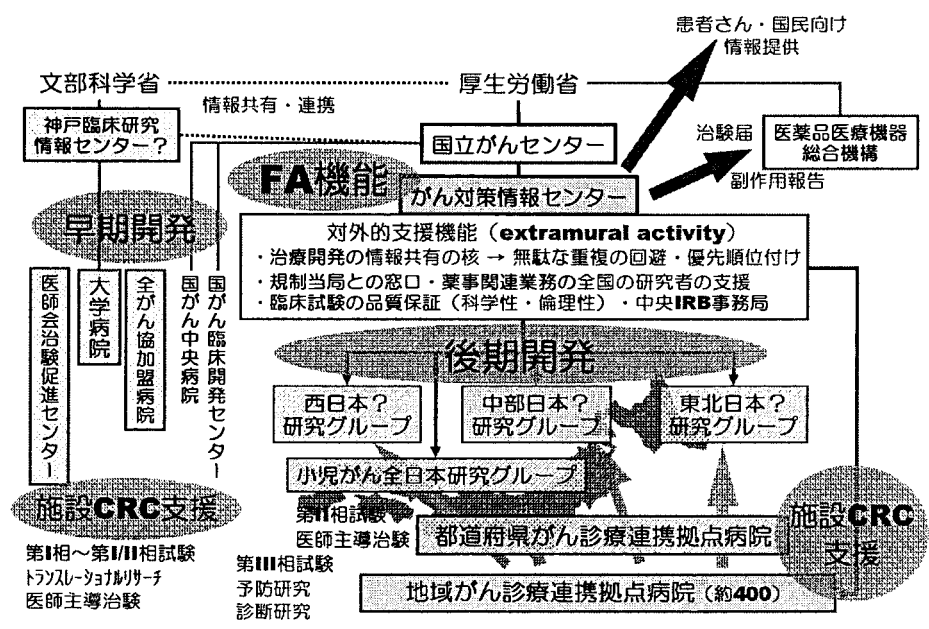 患者さん・国民向け
情報提供
文部科学省
厚生労働省
情報共有・連携
神戸臨床研究
情報センター?
国立がんセンター
治験届
医薬品医療機器
総合機構
副作用報告
FA機能
がん対策情報センター
早期開発
対外的支援機能(extramural activity)
・治療開発の情報共有の核 → 無駄な重複の回避・優先順位付け
・規制当局との窓口・薬事関連業務の全国の研究者の支援
・臨床試験の品質保証(科学性・倫理性)・中央IRB事務局
医師会治験促進センター
大学病院
全がん協加盟病院
国がん中央病院
国がん臨床開発センター
後期開発
西日本?
研究グループ
中部日本?
研究グループ
東北日本?
研究グループ
小児がん全日本研究グループ
施設CRC支援
第II相試験
医師主導治験
都道府県がん診療連携拠点病院
施設CRC
支援
第I相~第I/II相試験
トランスレーショナルリサーチ
医師主導治験
第III相試験
予防研究
診断研究
地域がん診療連携拠点病院(約400)